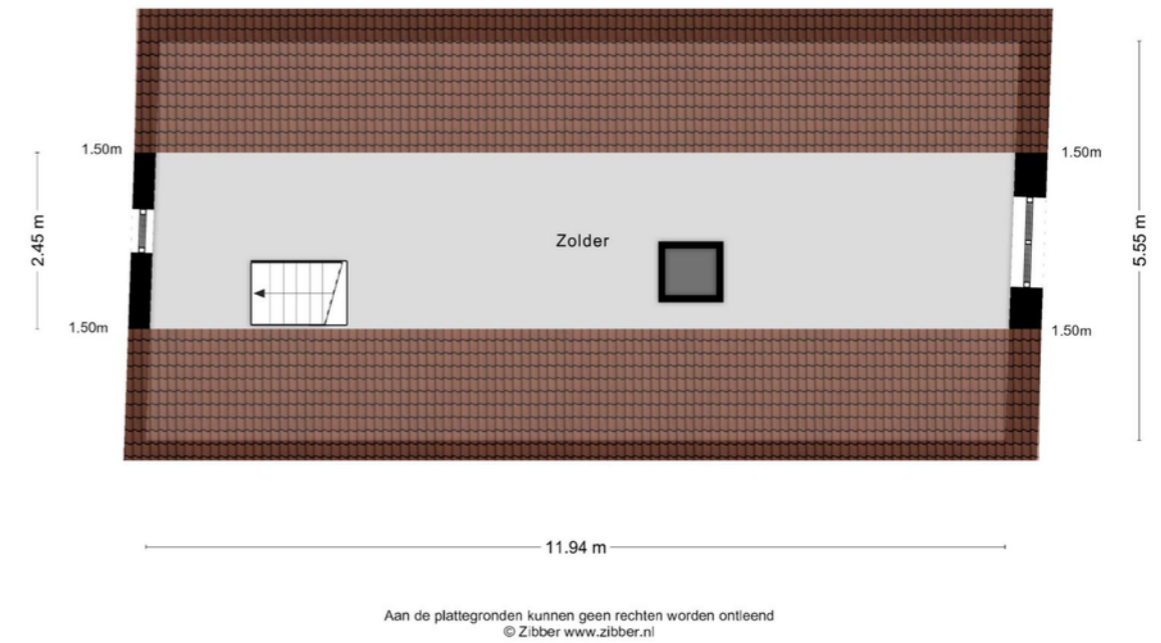 1.50m
1.50m
2.45 m
Zolder
5.55 m
1.50m
1.50m
11.94 m
Aan de plattegronden kunnen geen rechten worden ontleend
© Zibber www.zibber.nl